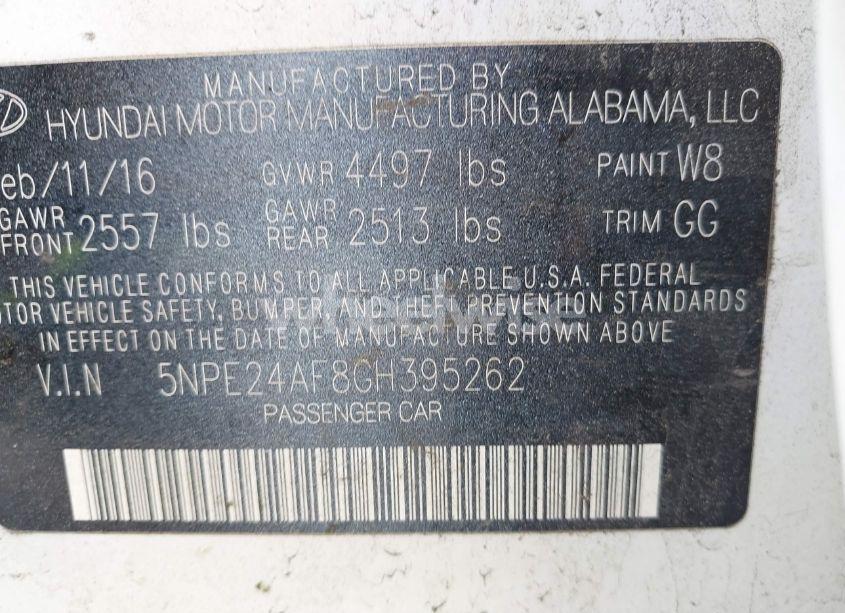 MANUFACTURED BY
HYUNDAI MOTOR MANUFACTURING ALABAMA, LLC
eb/11/16 GVWR 4497 lbs PAINT W8
GAWR FRONT 2557 lbs GAWR REAR 2513 lbs TRIM GG
THIS VEHICLE CONFORMS TO ALL APPLICABLE U.S.A. FEDERAL
OTOR VEHICLE SAFETY, BUMPER, AND THEFT PREVENTION STANDARDS
IN EFFECT ON THE DATE OF MANUFACTURE SHOWN ABOVE
V.I.N 5NPE24AF8GH395262
PASSENGER CAR